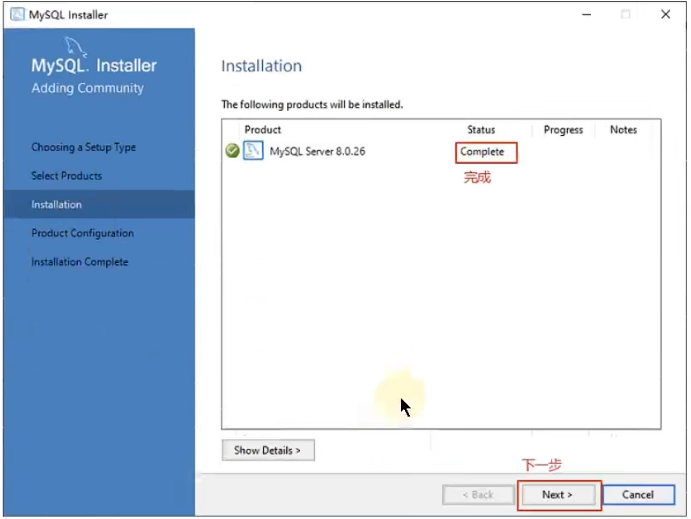 MySQL Installer
MySQL. Installer
Adding Community
Choosing a Setup Type
Select Products
Installation
Product Configuration
Installation Complete
Installation
The following products will be installed.
Product Status Progress Notes
MySQL Server 8.0.26 Complete
完成
Show Details >
下一步
< Back Next > Cancel